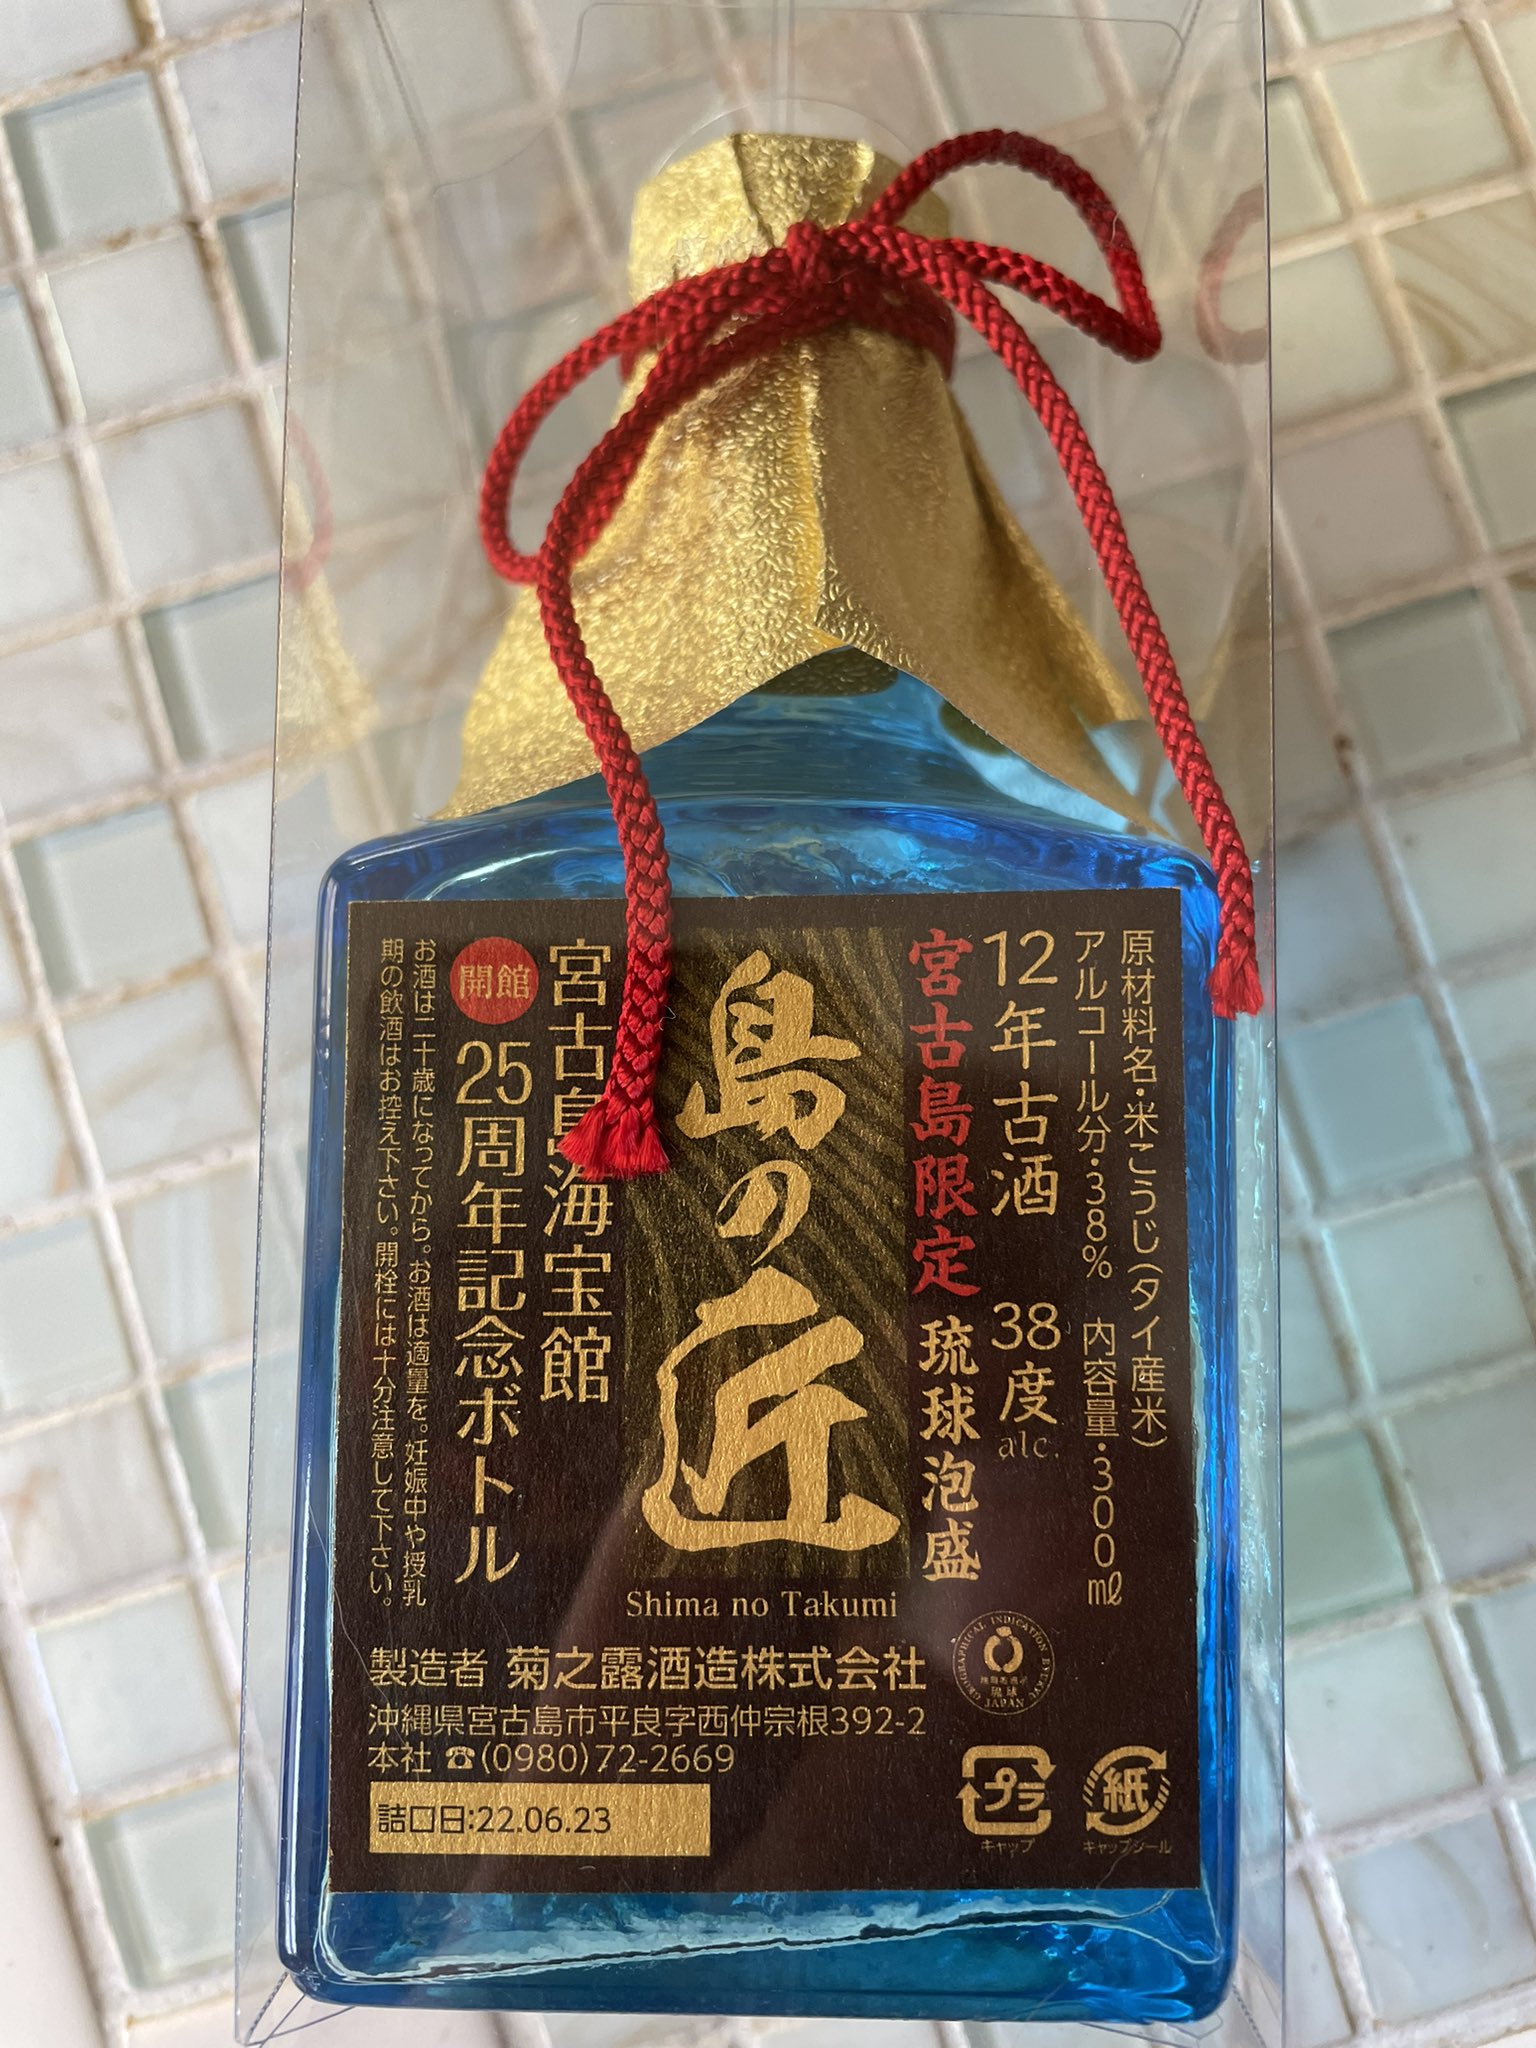 原材料名・米こうじ(タイ産米)
アルコール分・38% 内容量・300㎖
12年古酒 38度
alc.
宮古島限定 琉球泡盛
島の匠
Shima no Takumi
宮古島海宝館
開館
25周年記念ボトル
お酒は二十歳になってから。お酒は適量を。妊娠中や授乳
期の飲酒はお控え下さい。開栓には十分注意して下さい。
製造者 菊之露酒造株式会社
沖縄県宮古島市平良字西仲宗根392-2
本社 ☎(0980)72-2669
詰口日:22.06.23
GEOGRAPHICAL INDICATION RYUKYU
琉球
JAPAN
プラ
キャップ
紙
キャップシール